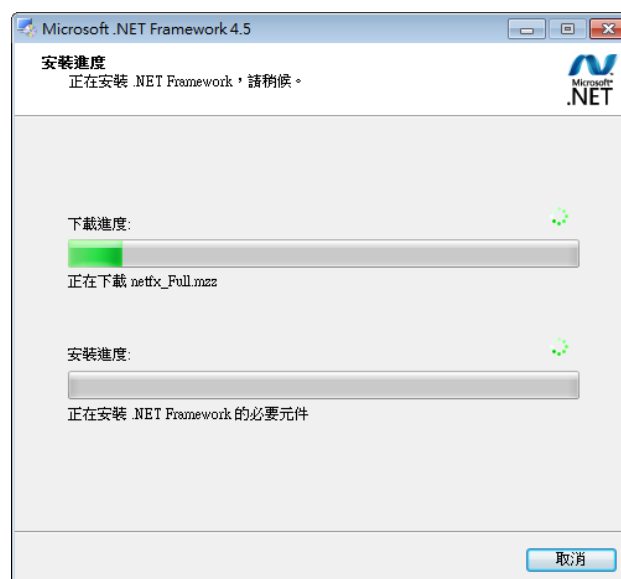 Microsoft .NET Framework 4.5
安裝進度
正在安裝 .NET Framework，請稍候。
Microsoft
.NET
下載進度:
正在下載 netfx_Full.mzz
安裝進度:
正在安裝 .NET Framework 的必要元件
取消